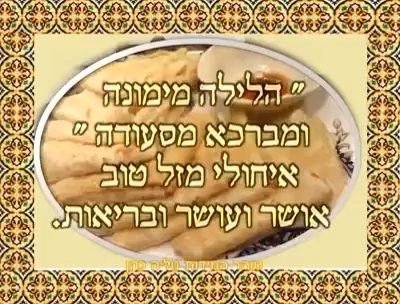 ״ הלילה מימונה
ומברכא מסעודה ״
איחולי מזל טוב
אושר ועושר ובריאות.